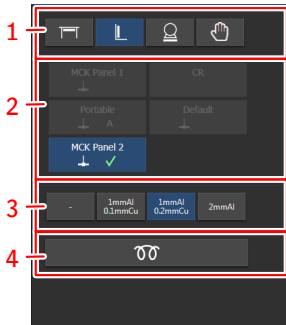 1
2
MCK Panel 1
CR
Portable
A
Default
MCK Panel 2
3
-
1mmAl
0.1mmCu
1mmAl
0.2mmCu
2mmAl
4